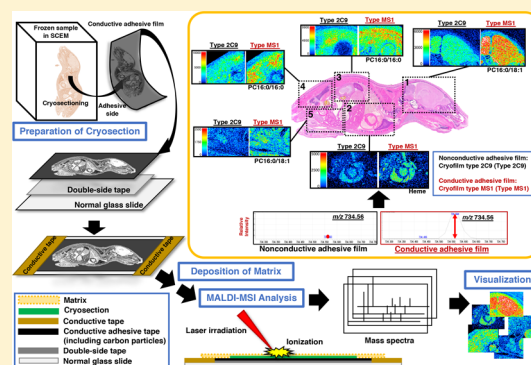 Frozen sample
in SCEM
Conductive adhesive film
Cryosectioning
Adhesive
side
Preparation of Cryosection
Double-side tape
Normal glass slide
Conductive tape
Conductive tape
Type 2C9
Type MS1
PC16:0/16:0
Type 2C9
Type MS1
PC16:0/16:0
Type 2C9
Type MS1
PC16:0/18:1
4
3
1
5
2
Type 2C9
Type MS1
PC16:0/18:1
Type 2C9
Type MS1
Heme
Nonconductive adhesive film:
Cryofilm type 2C9 (Type 2C9)
Conductive adhesive film:
Cryofilm type MS1 (Type MS1)
Relative
Intensity
m/z 734.56
m/z 734.56
Nonconductive adhesive film
Conductive adhesive film
Deposition of Matrix
MALDI-MSI Analysis
Visualization
Laser irradiation
Ionization
Mass spectra
Matrix
Cryosection
Conductive tape
Conductive adhesive tape
(including carbon particles)
Double-side tape
Normal glass slide